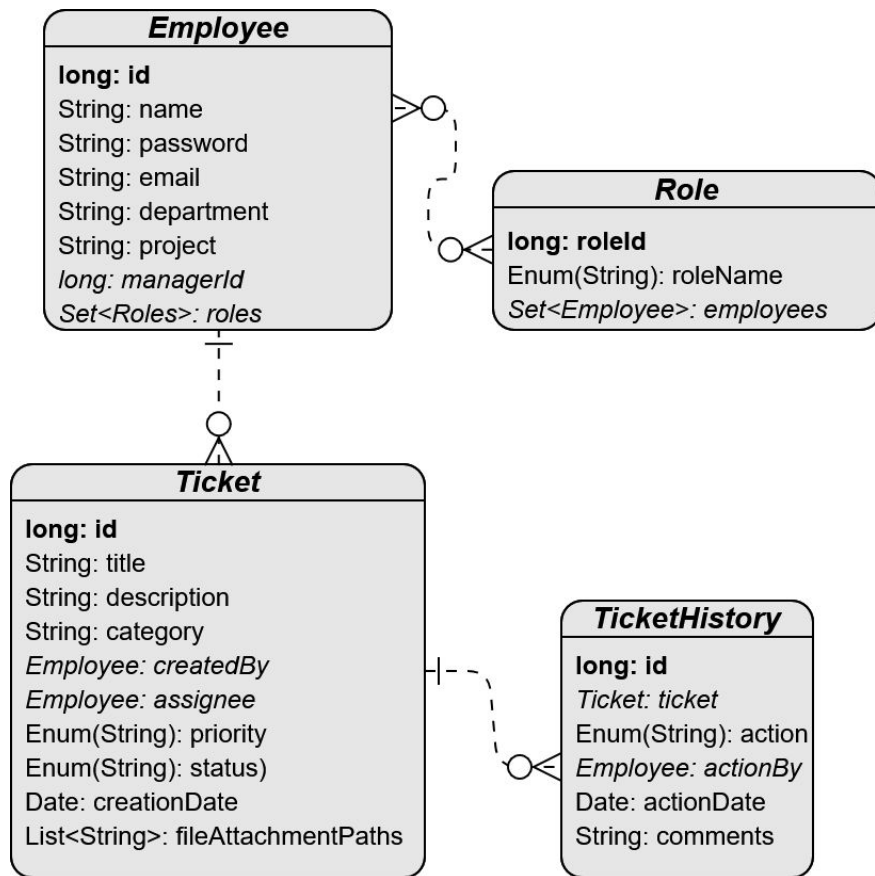 Employee
long: id
String: name
String: password
String: email
String: department
String: project
long: managerId
Set<Roles>: roles
Role
long: roleId
Enum(String): roleName
Set<Employee>: employees
Ticket
long: id
String: title
String: description
String: category
Employee: createdBy
Employee: assignee
Enum(String): priority
Enum(String): status)
Date: creationDate
List<String>: fileAttachmentPaths
TicketHistory
long: id
Ticket: ticket
Enum(String): action
Employee: actionBy
Date: actionDate
String: comments